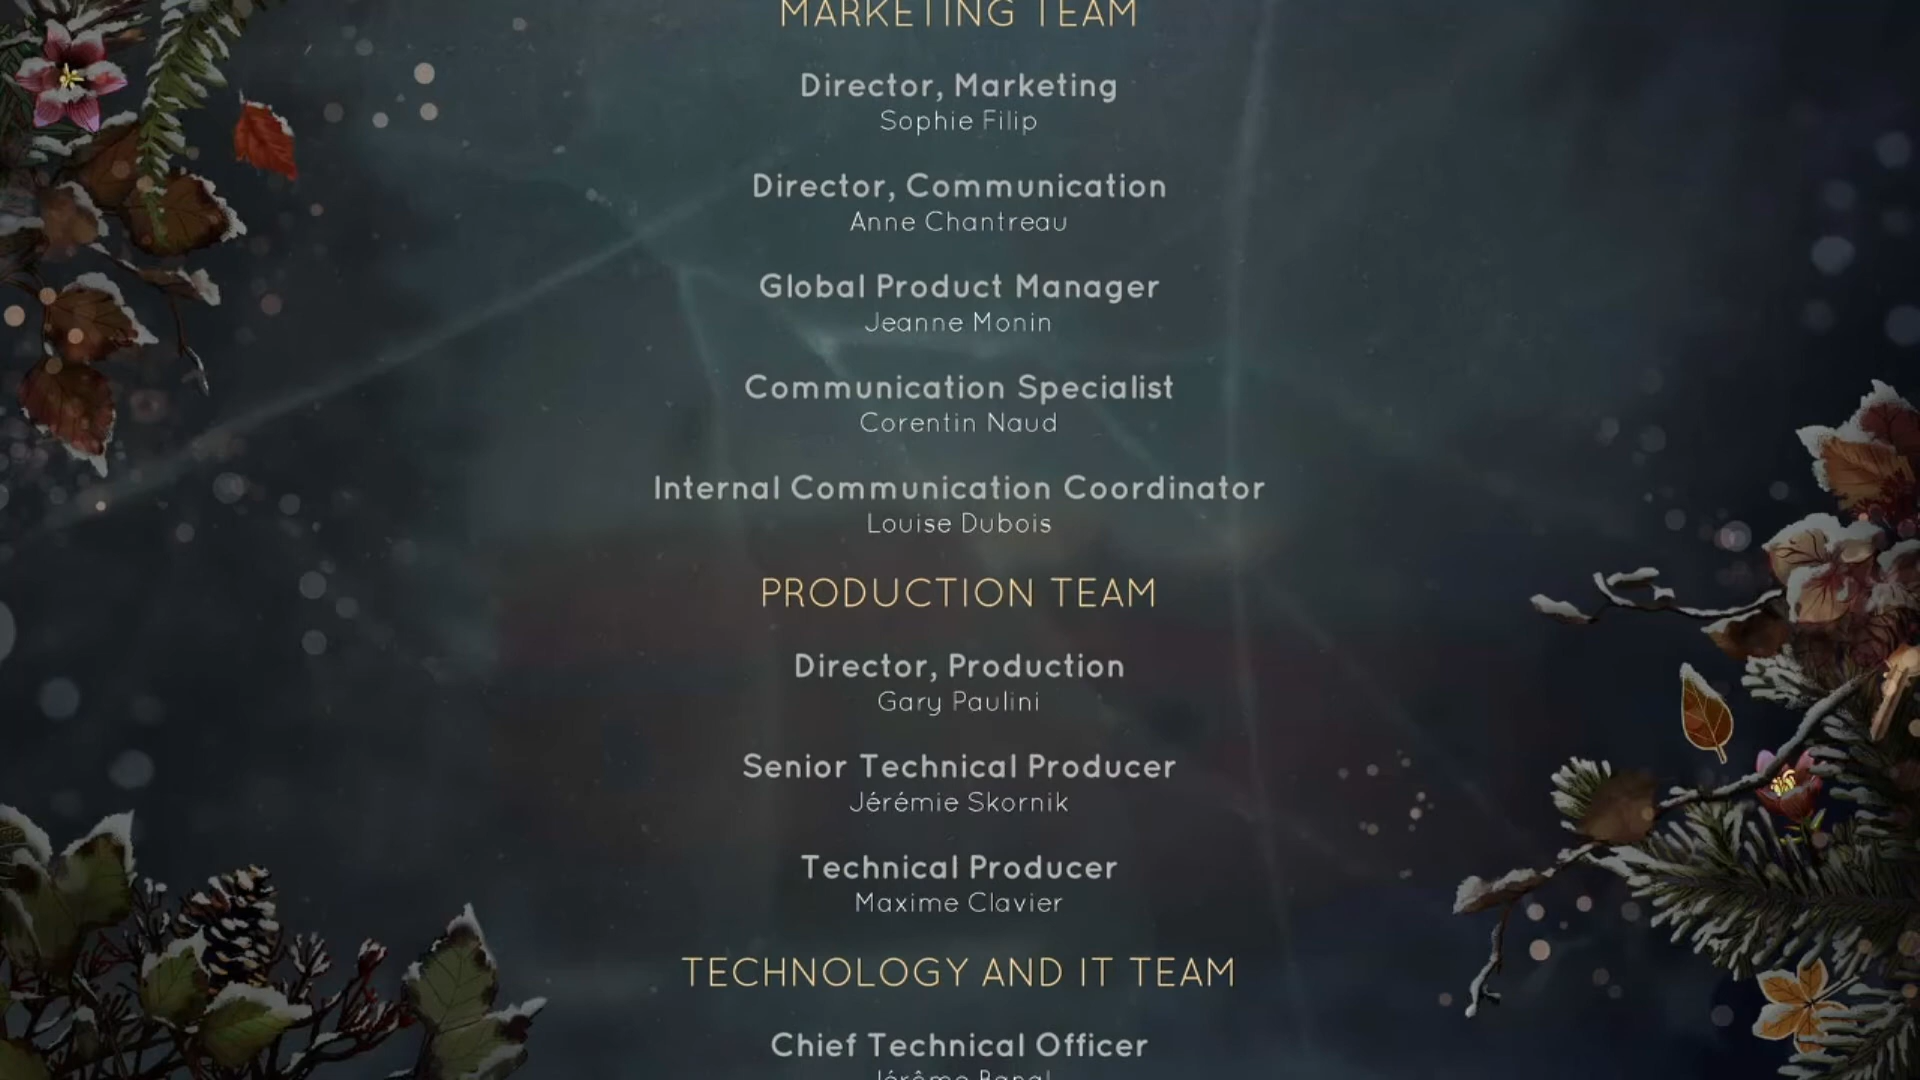 MARKETING TEAM
Director, Marketing
Sophie Filip
Director, Communication
Anne Chantreau
Global Product Manager
Jeanne Monin
Communication Specialist
Corentin Naud
Internal Communication Coordinator
Louise Dubois
PRODUCTION TEAM
Director, Production
Gary Paulini
Senior Technical Producer
Jérémie Skornik
Technical Producer
Maxime Clavier
TECHNOLOGY AND IT TEAM
Chief Technical Officer
Jérôme